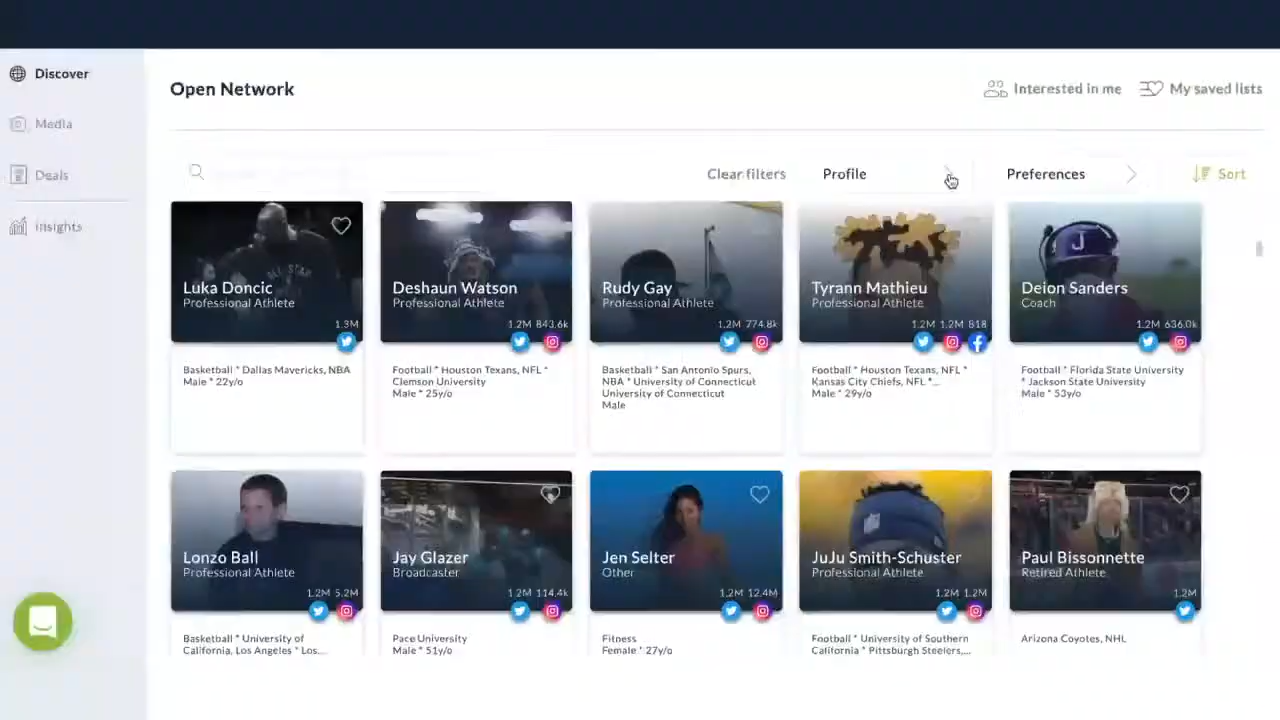 Discover
Media
Deals
Insights
Open Network
Interested in me
My saved lists
Clear filters
Profile
Preferences
Sort
Luka Doncic
Professional Athlete
1.3M
Basketball * Dallas Mavericks, NBA
Male * 22y/o
Deshaun Watson
Professional Athlete
1.2M 843.6k
Football * Houston Texans, NFL *
Clemson University
Male * 25y/o
Rudy Gay
Professional Athlete
1.2M 774.8k
Basketball * San Antonio Spurs,
NBA * University of Connecticut
University of Connecticut
Male
Tyrann Mathieu
Professional Athlete
1.2M 1.2M 818
Football * Houston Texans, NFL *
Kansas City Chiefs, NFL *...
Male * 29y/o
J
Deion Sanders
Coach
1.2M 636.0k
Football * Florida State University
* Jackson State University
Male * 53y/o
Lonzo Ball
Professional Athlete
1.2M 5.2M
Basketball * University of
California, Los Angeles * Los...
Jay Glazer
Broadcaster
1.2M 114.4k
Pace University
Male * 51y/o
Jen Selter
Other
1.2M 12.4M
Fitness
Female * 27y/o
JuJu Smith-Schuster
Professional Athlete
1.2M 1.2M
Football * University of Southern
California * Pittsburgh Steelers,...
Paul Bissonnette
Retired Athlete
1.2M
Arizona Coyotes, NHL